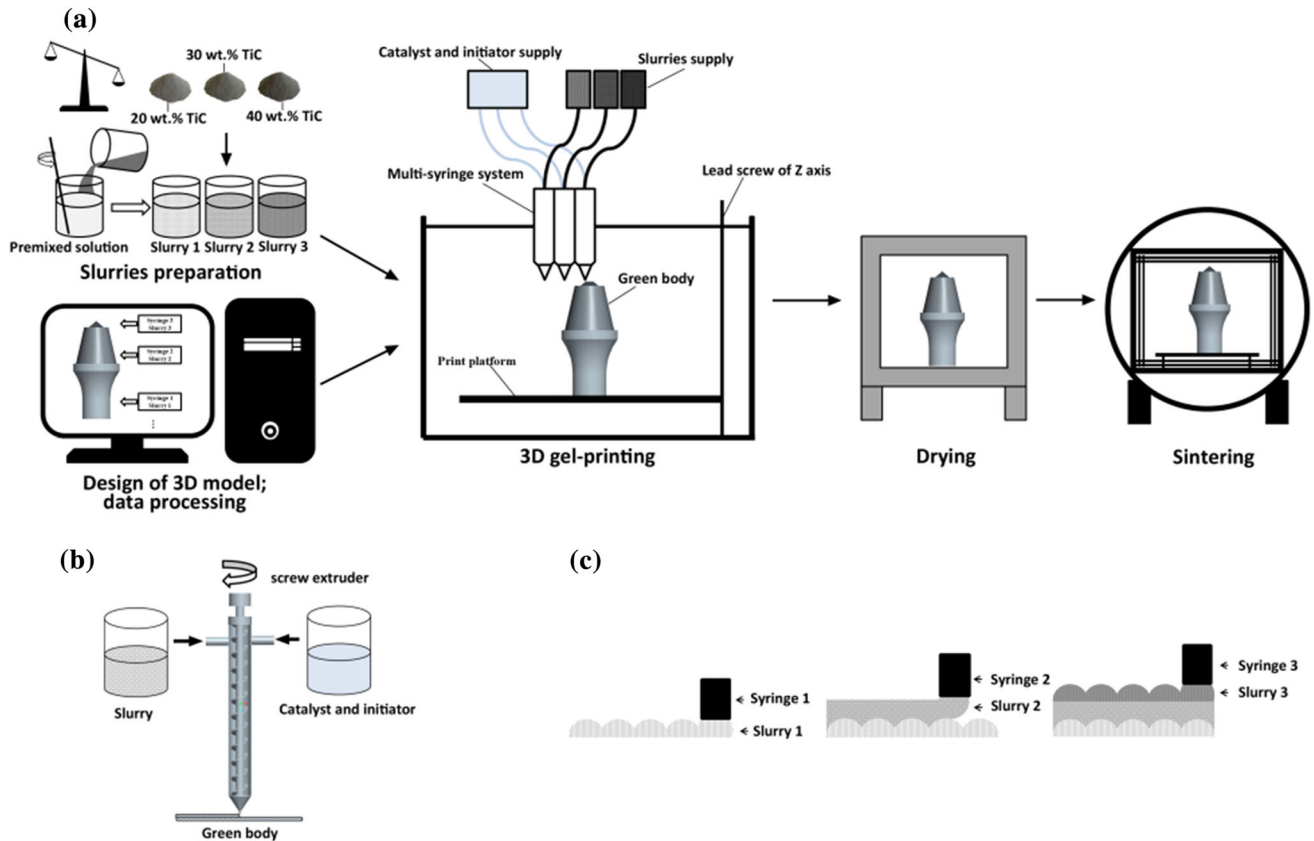 (a)
30 wt.% TiC
20 wt.% TiC
40 wt.% TiC
Premixed solution
Slurry 1
Slurry 2
Slurry 3
Slurries preparation
Syringe 3
Slurry 3
Syringe 2
Slurry 2
Syringe 1
Slurry 1
⋮
Design of 3D model;
data processing
Catalyst and initiator supply
Slurries supply
Multi-syringe system
Lead screw of Z axis
Green body
Print platform
3D gel-printing
Drying
Sintering
(b)
screw extruder
Slurry
Catalyst and initiator
Green body
(c)
Syringe 1
Slurry 1
Syringe 2
Slurry 2
Syringe 3
Slurry 3